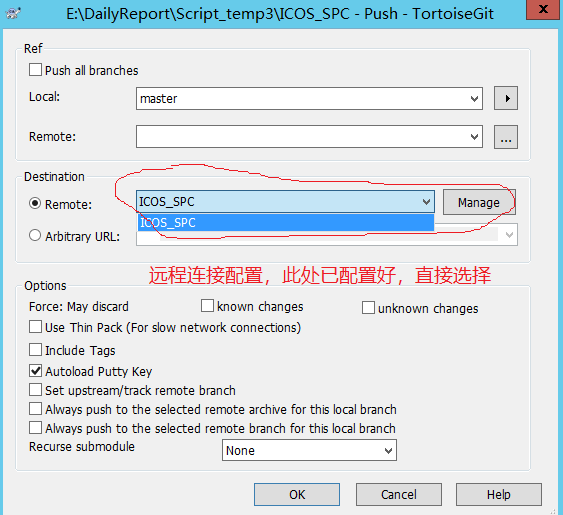 E:\DailyReport\Script_temp3\ICOS_SPC - Push - TortoiseGit
X
Ref
Push all branches
Local:
master
Remote:
...
Destination
Remote:
ICOS_SPC
Manage
ICOS_SPC
Arbitrary URL:
远程连接配置，此处已配置好，直接选择
Options
Force: May discard
known changes
unknown changes
Use Thin Pack (For slow network connections)
Include Tags
Autoload Putty Key
Set upstream/track remote branch
Always push to the selected remote archive for this local branch
Always push to the selected remote branch for this local branch
Recurse submodule
None
OK
Cancel
Help